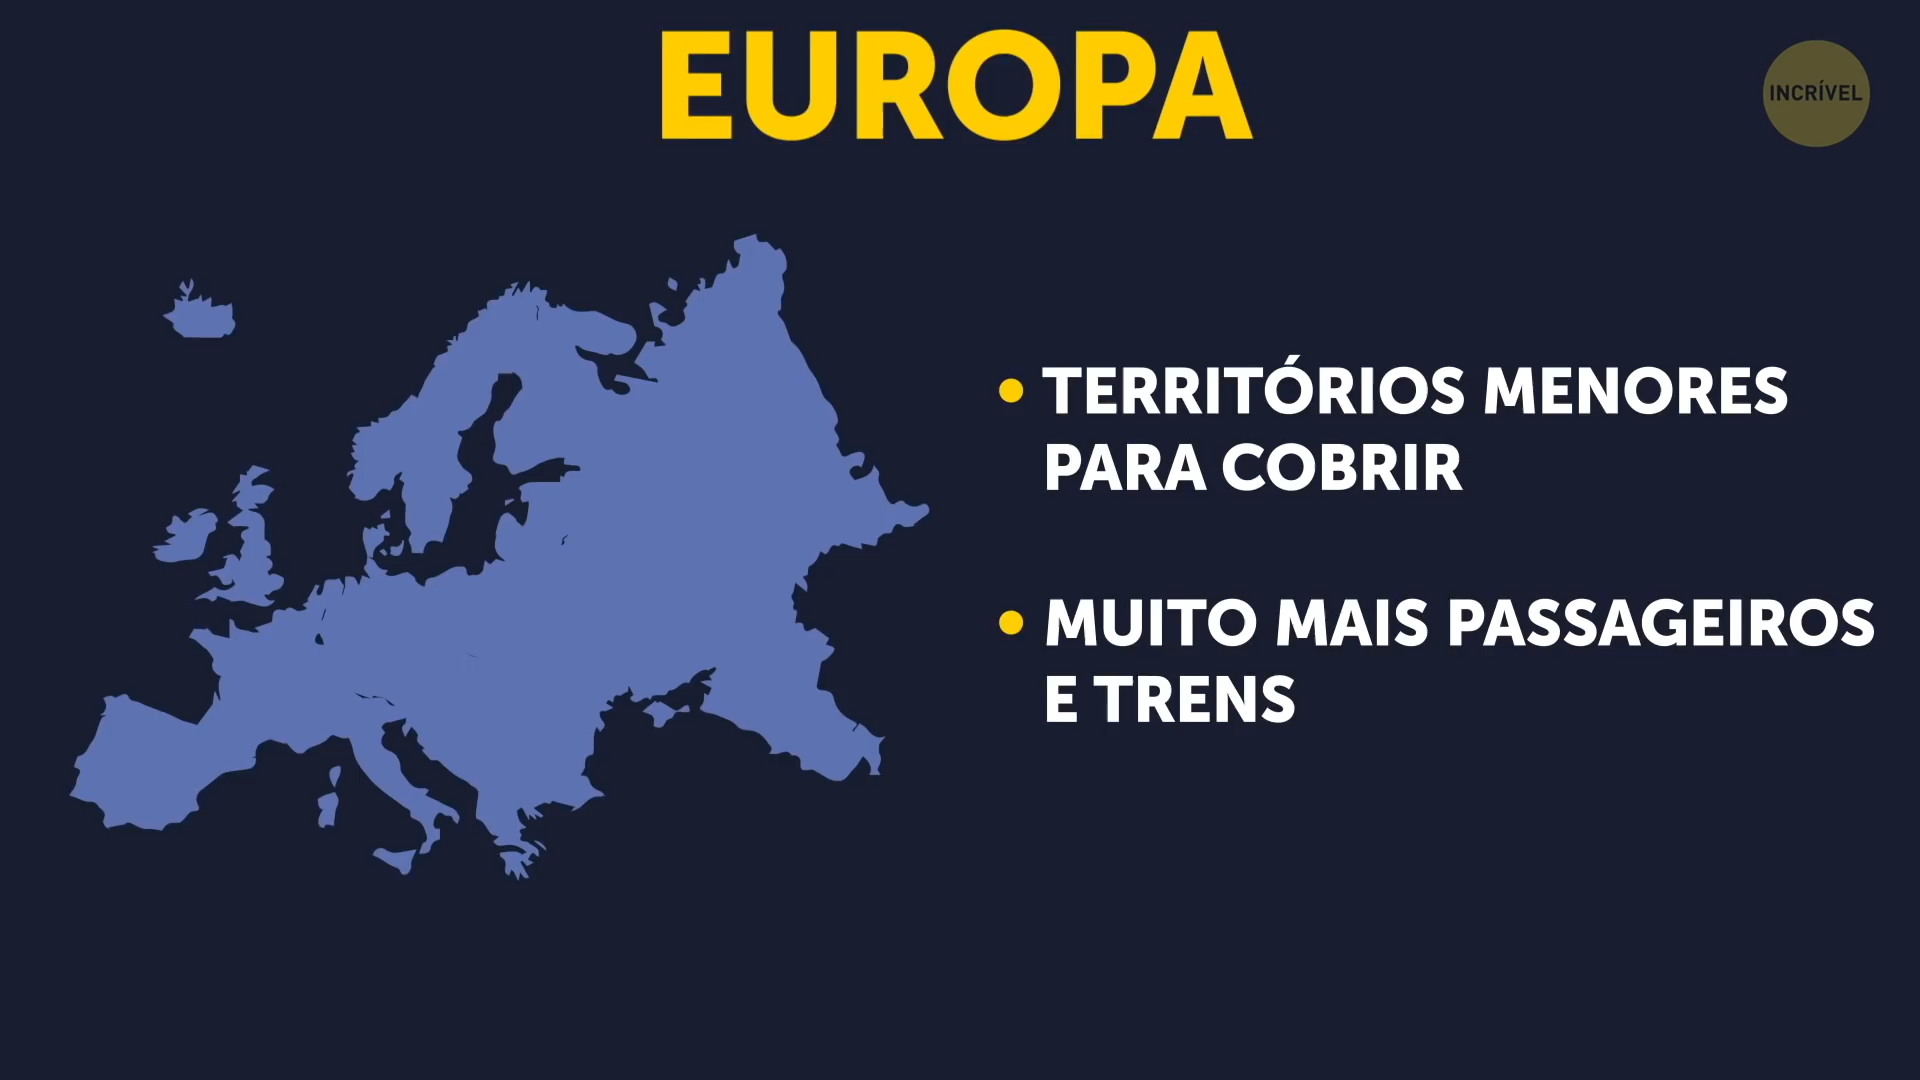 EUROPA
INCRÍVEL
TERRITÓRIOS MENORES
PARA COBRIR
MUITO MAIS PASSAGEIROS
E TRENS